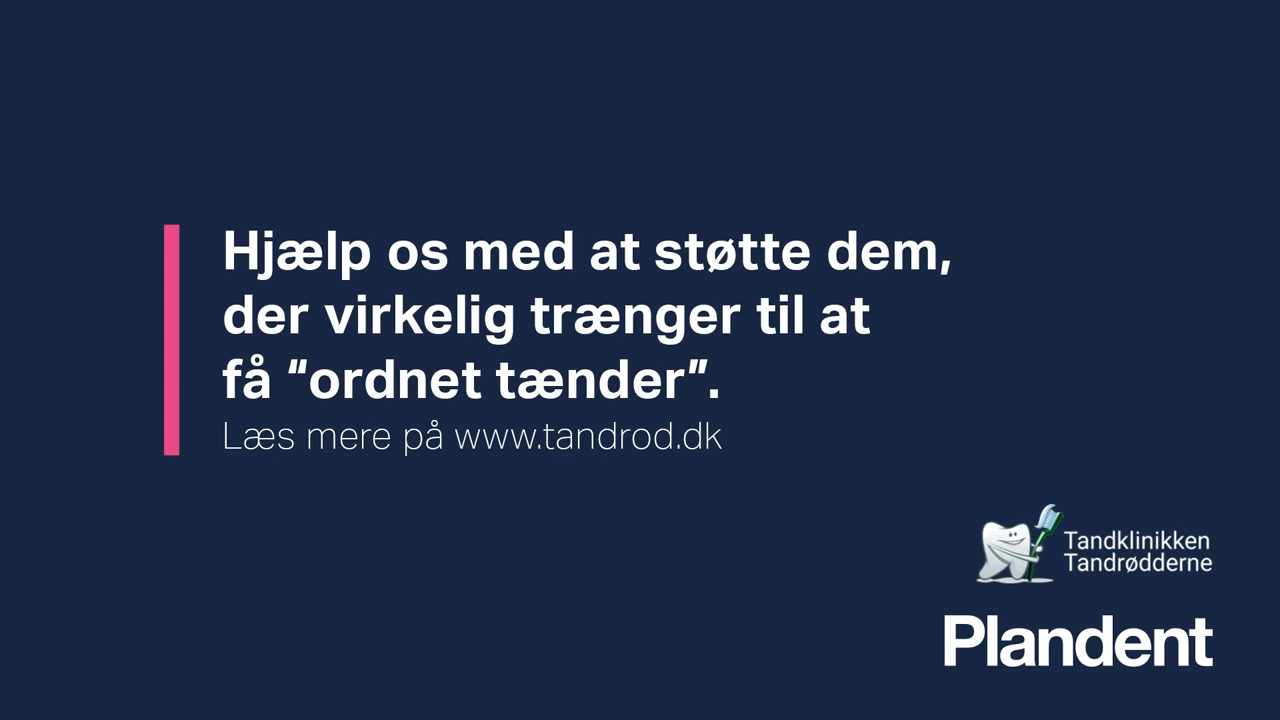 Hjælp os med at støtte dem,
der virkelig trænger til at
få “ordnet tænder”.
Læs mere på www.tandrod.dk
Tandklinikken
Tandrødderne
Plandent